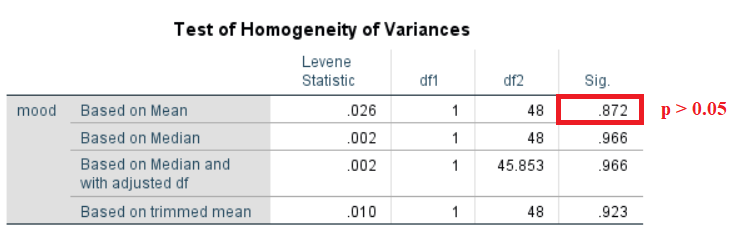 Test of Homogeneity of Variances
Levene
Statistic df1 df2 Sig.
mood Based on Mean .026 1 48 .872 p > 0.05
Based on Median .002 1 48 .966
Based on Median and
with adjusted df .002 1 45.853 .966
Based on trimmed mean .010 1 48 .923